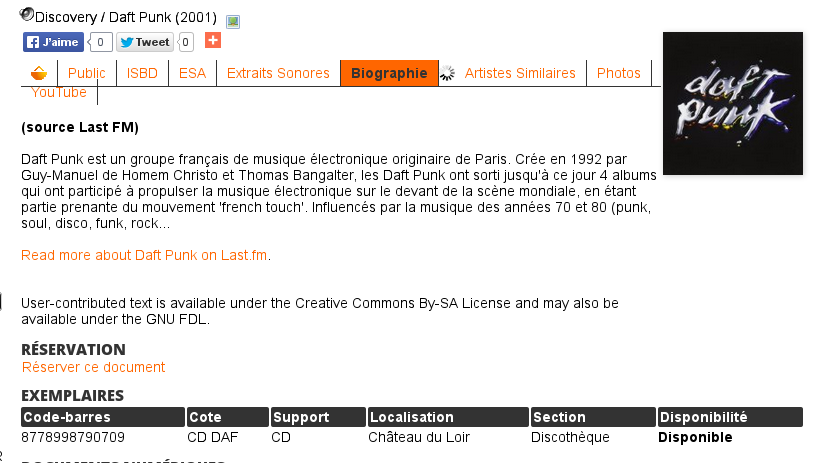 Discovery / Daft Punk (2001)
J'aime 0 Tweet 0
Public ISBD ESA Extraits Sonores Biographie Artistes Similaires Photos
YouTube
daft
punk
(source Last FM)
Daft Punk est un groupe français de musique électronique originaire de Paris. Crée en 1992 par
Guy-Manuel de Homem Christo et Thomas Bangalter, les Daft Punk ont sorti jusqu'à ce jour 4 albums
qui ont participé à propulser la musique électronique sur le devant de la scène mondiale, en étant
partie prenante du mouvement 'french touch'. Influencés par la musique des années 70 et 80 (punk,
soul, disco, funk, rock...
Read more about Daft Punk on Last.fm.
User-contributed text is available under the Creative Commons By-SA License and may also be
available under the GNU FDL.
RÉSERVATION
Réserver ce document
EXEMPLAIRES
Code-barres Cote Support Localisation Section Disponibilité
8778998790709 CD DAF CD Château du Loir Discothèque Disponible